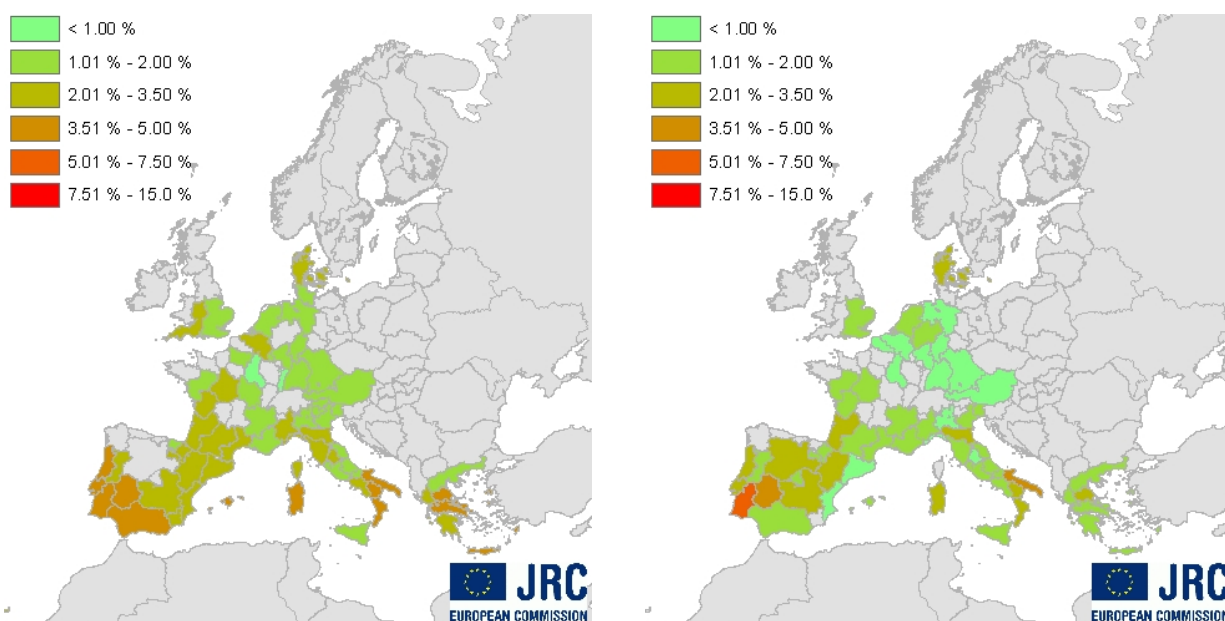 < 1.00 %
1.01 % - 2.00 %
2.01 % - 3.50 %
3.51 % - 5.00 %
5.01 % - 7.50 %
7.51 % - 15.0 %
JRC
EUROPEAN COMMISSION
< 1.00 %
1.01 % - 2.00 %
2.01 % - 3.50 %
3.51 % - 5.00 %
5.01 % - 7.50 %
7.51 % - 15.0 %
JRC
EUROPEAN COMMISSION